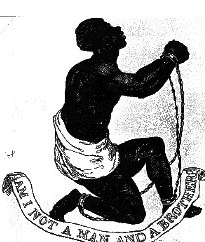 AM I NOT A MAN AND A BROTHER